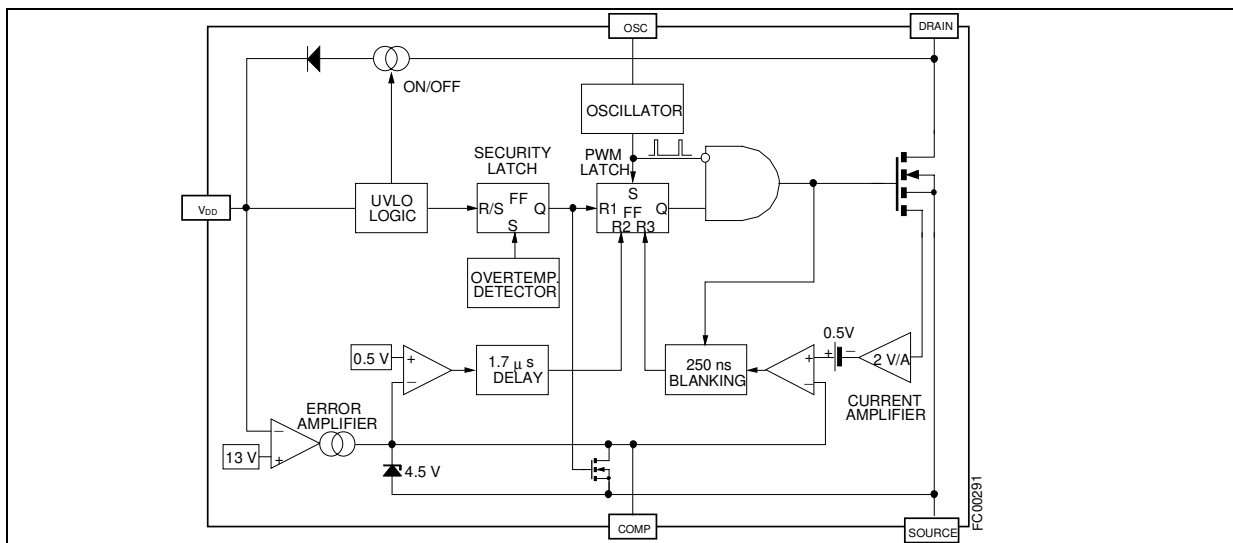 OSC
DRAIN
ON/OFF
OSCILLATOR
SECURITY
LATCH
PWM
LATCH
VDD
UVLO
LOGIC
R/S
FF
Q
S
S
R1
FF
Q
R2
R3
OVERTEMP.
DETECTOR
0.5 V
+
−
1.7 μ s
DELAY
250 ns
BLANKING
+
−
0.5V
+
−
2 V/A
CURRENT
AMPLIFIER
ERROR
AMPLIFIER
−
13 V
+
4.5 V
COMP
SOURCE
FC00291